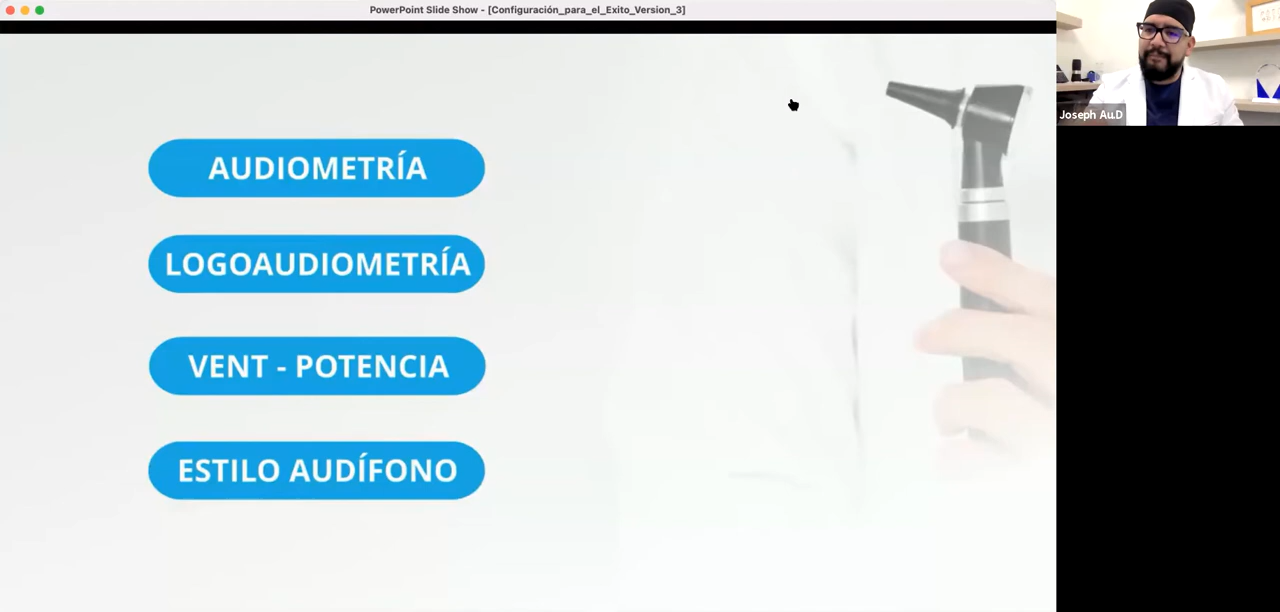 PowerPoint Slide Show - [Configuración_para_el_Exito_Version_3]
AUDIOMETRÍA
LOGOAUDIOMETRÍA
VENT - POTENCIA
ESTILO AUDÍFONO
Joseph Au.D